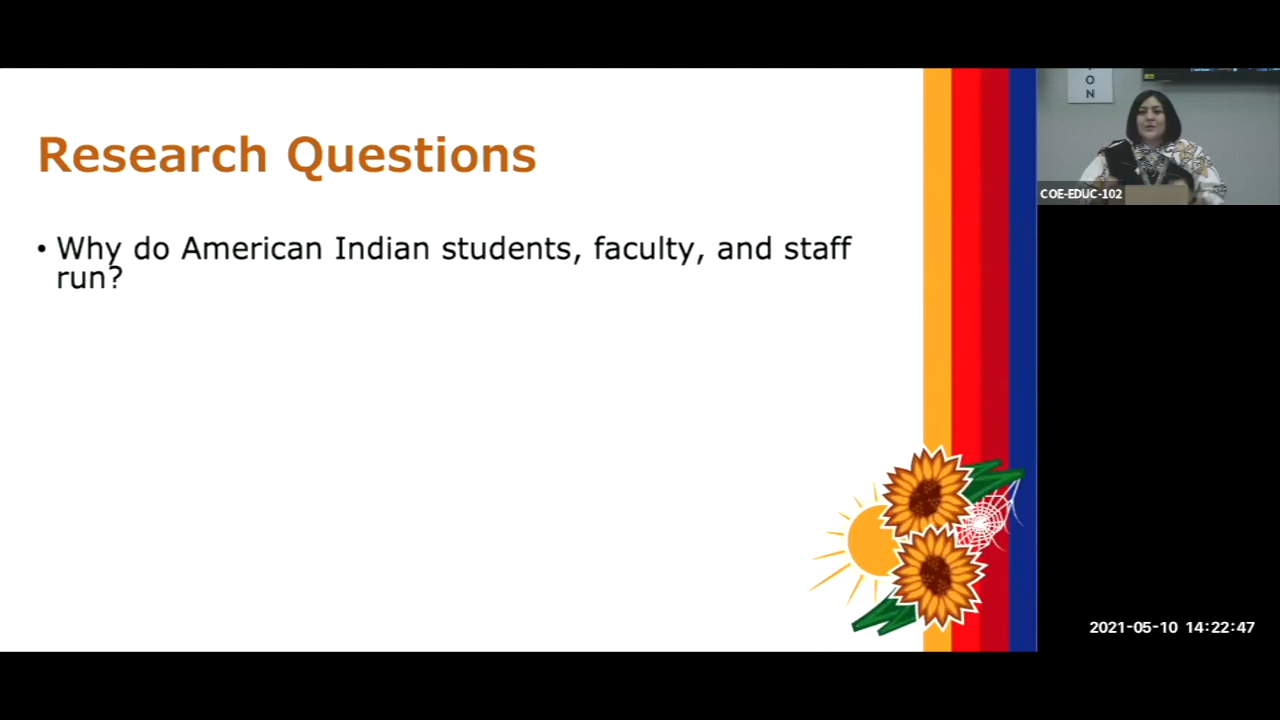 Research Questions
• Why do American Indian students, faculty, and staff
run?
O
N
COE-EDUC-102
2021-05-10 14:22:47